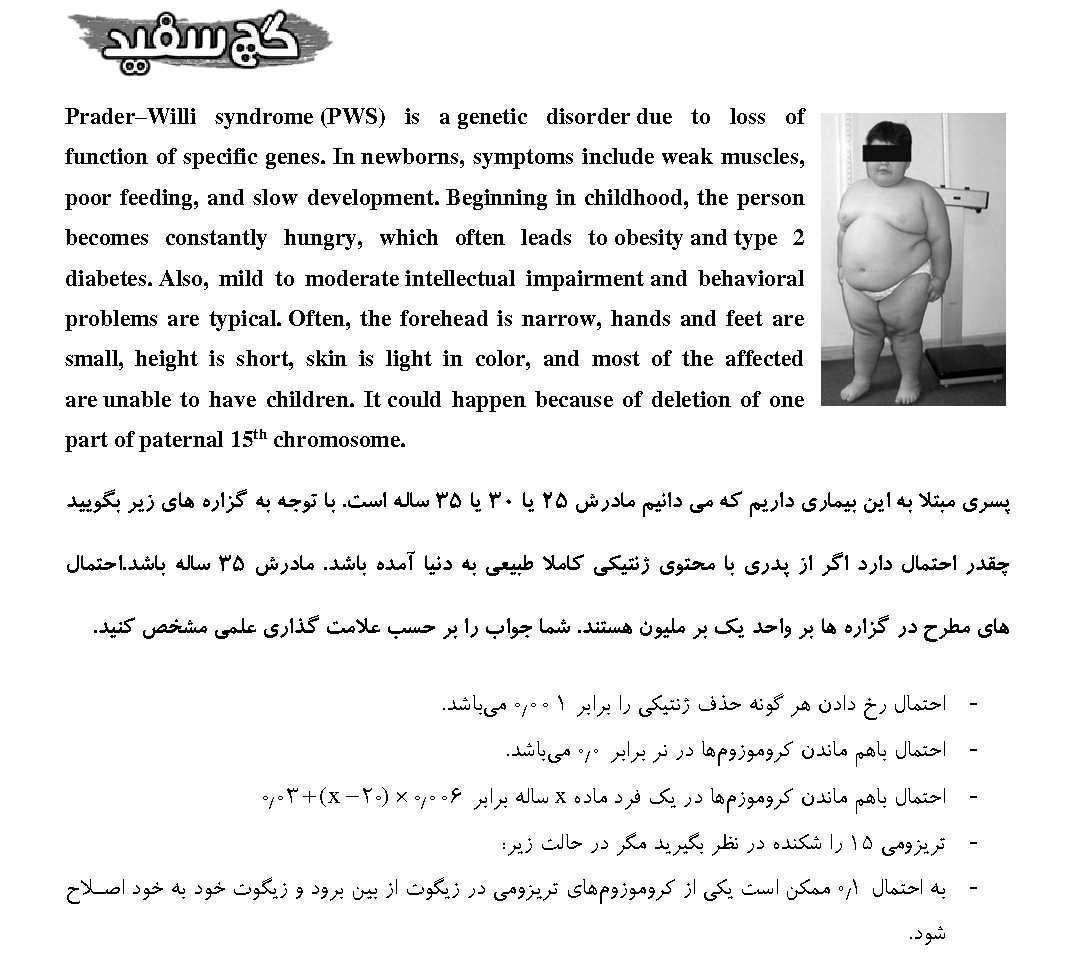 گچ سفید
Prader–Willi syndrome (PWS) is a genetic disorder due to loss of
function of specific genes. In newborns, symptoms include weak muscles,
poor feeding, and slow development. Beginning in childhood, the person
becomes constantly hungry, which often leads to obesity and type 2
diabetes. Also, mild to moderate intellectual impairment and behavioral
problems are typical. Often, the forehead is narrow, hands and feet are
small, height is short, skin is light in color, and most of the affected
are unable to have children. It could happen because of deletion of one
part of paternal 15th chromosome.
پسری مبتلا به این بیماری داریم که می دانیم مادرش ۲۵ یا ۳۰ یا ۳۵ ساله است. با توجه به گزاره های زیر بگویید
چقدر احتمال دارد اگر از پدری با محتوی ژنتیکی کاملا طبیعی به دنیا آمده باشد. مادرش ۳۵ ساله باشد.احتمال
های مطرح در گزاره ها بر واحد یک بر ملیون هستند. شما جواب را بر حسب علامت گذاری علمی مشخص کنید.
- احتمال رخ دادن هر گونه حذف ژنتیکی را برابر ۰٫۰۰۱ می‌باشد.
- احتمال باهم ماندن کروموزوم‌ها در نر برابر ۰٫۰ می‌باشد.
- احتمال باهم ماندن کروموزم‌ها در یک فرد ماده x ساله برابر ۰٫۰۳+(x−۲۰)×۰٫۰۰۶
- تریزومی ۱۵ را شکنده در نظر بگیرید مگر در حالت زیر:
- به احتمال ۰٫۱ ممکن است یکی از کروموزوم‌های تریزومی در زیگوت از بین برود و زیگوت خود به خود اصلاح
شود.